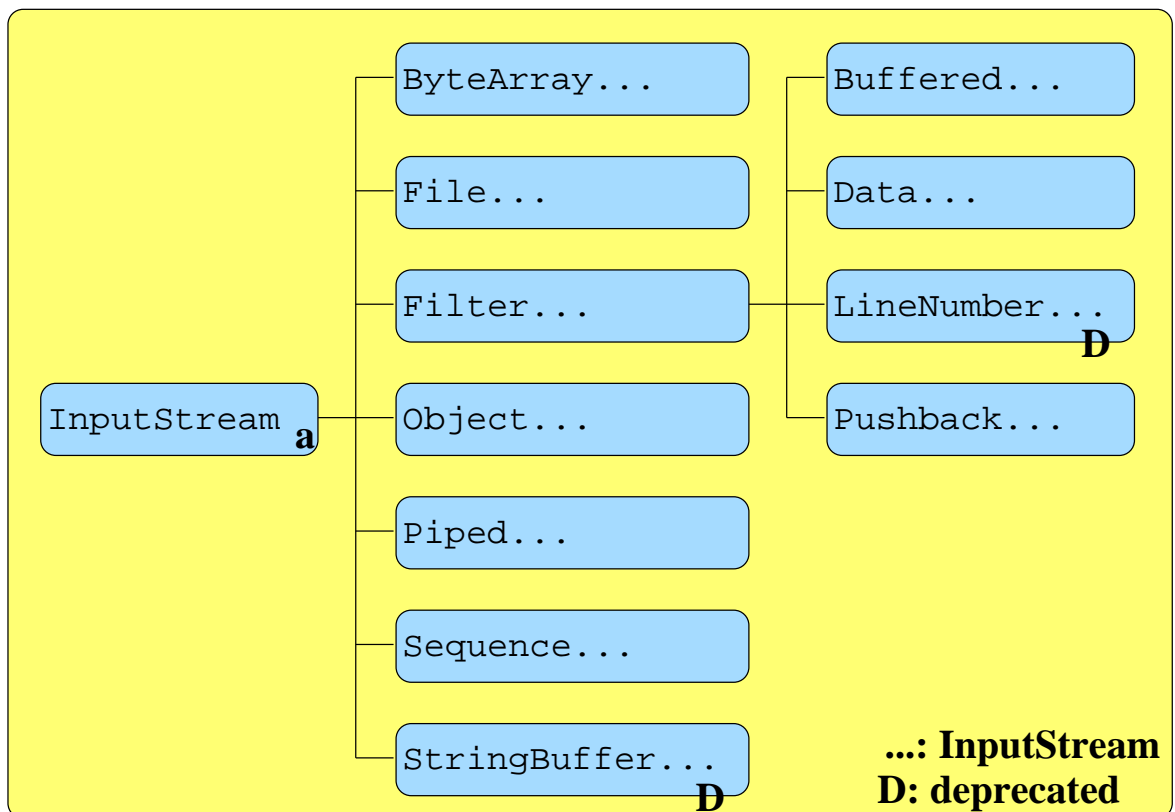 ByteArray...
Buffered...
File...
Data...
Filter...
LineNumber...
D
InputStream
a
Object...
Pushback...
Piped...
Sequence...
StringBuffer...
D
...: InputStream
D: deprecated